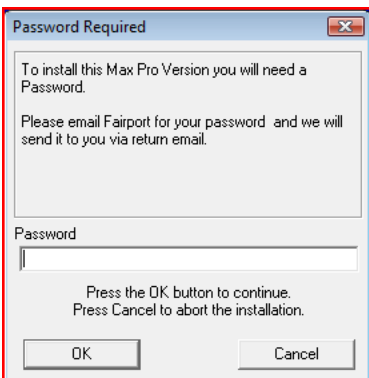 Password Required
To install this Max Pro Version you will need a
Password.
Please email Fairport for your password  and we will
send it to you via return email.
Password
Press the OK button to continue.
Press Cancel to abort the installation.
OK
Cancel